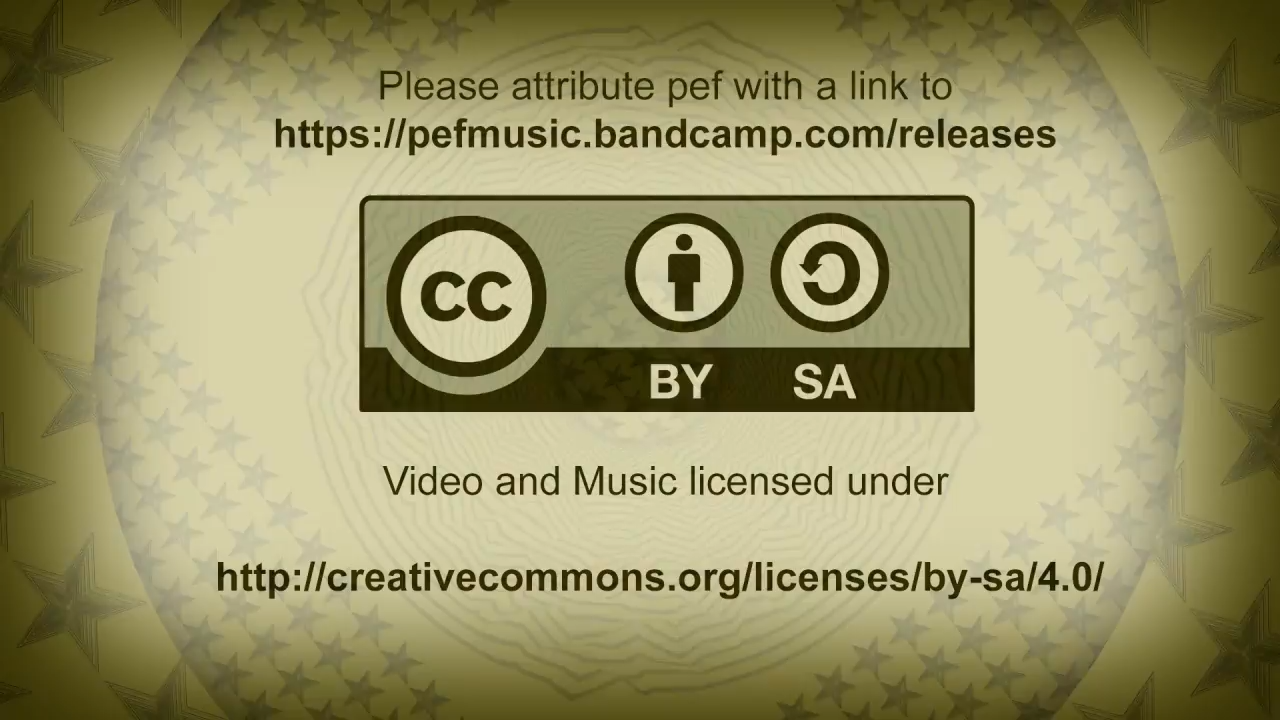 Please attribute pef with a link to
https://pefmusic.bandcamp.com/releases
CC
BY SA
Video and Music licensed under
http://creativecommons.org/licenses/by-sa/4.0/